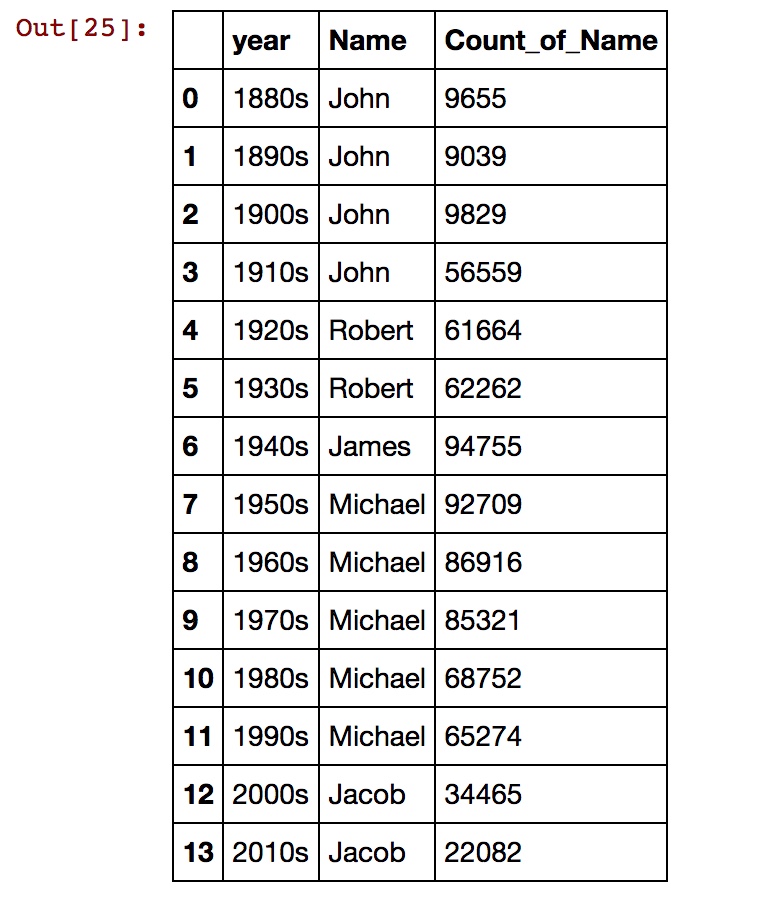 Out[25]:
year Name Count_of_Name
0 1880s John 9655
1 1890s John 9039
2 1900s John 9829
3 1910s John 56559
4 1920s Robert 61664
5 1930s Robert 62262
6 1940s James 94755
7 1950s Michael 92709
8 1960s Michael 86916
9 1970s Michael 85321
10 1980s Michael 68752
11 1990s Michael 65274
12 2000s Jacob 34465
13 2010s Jacob 22082